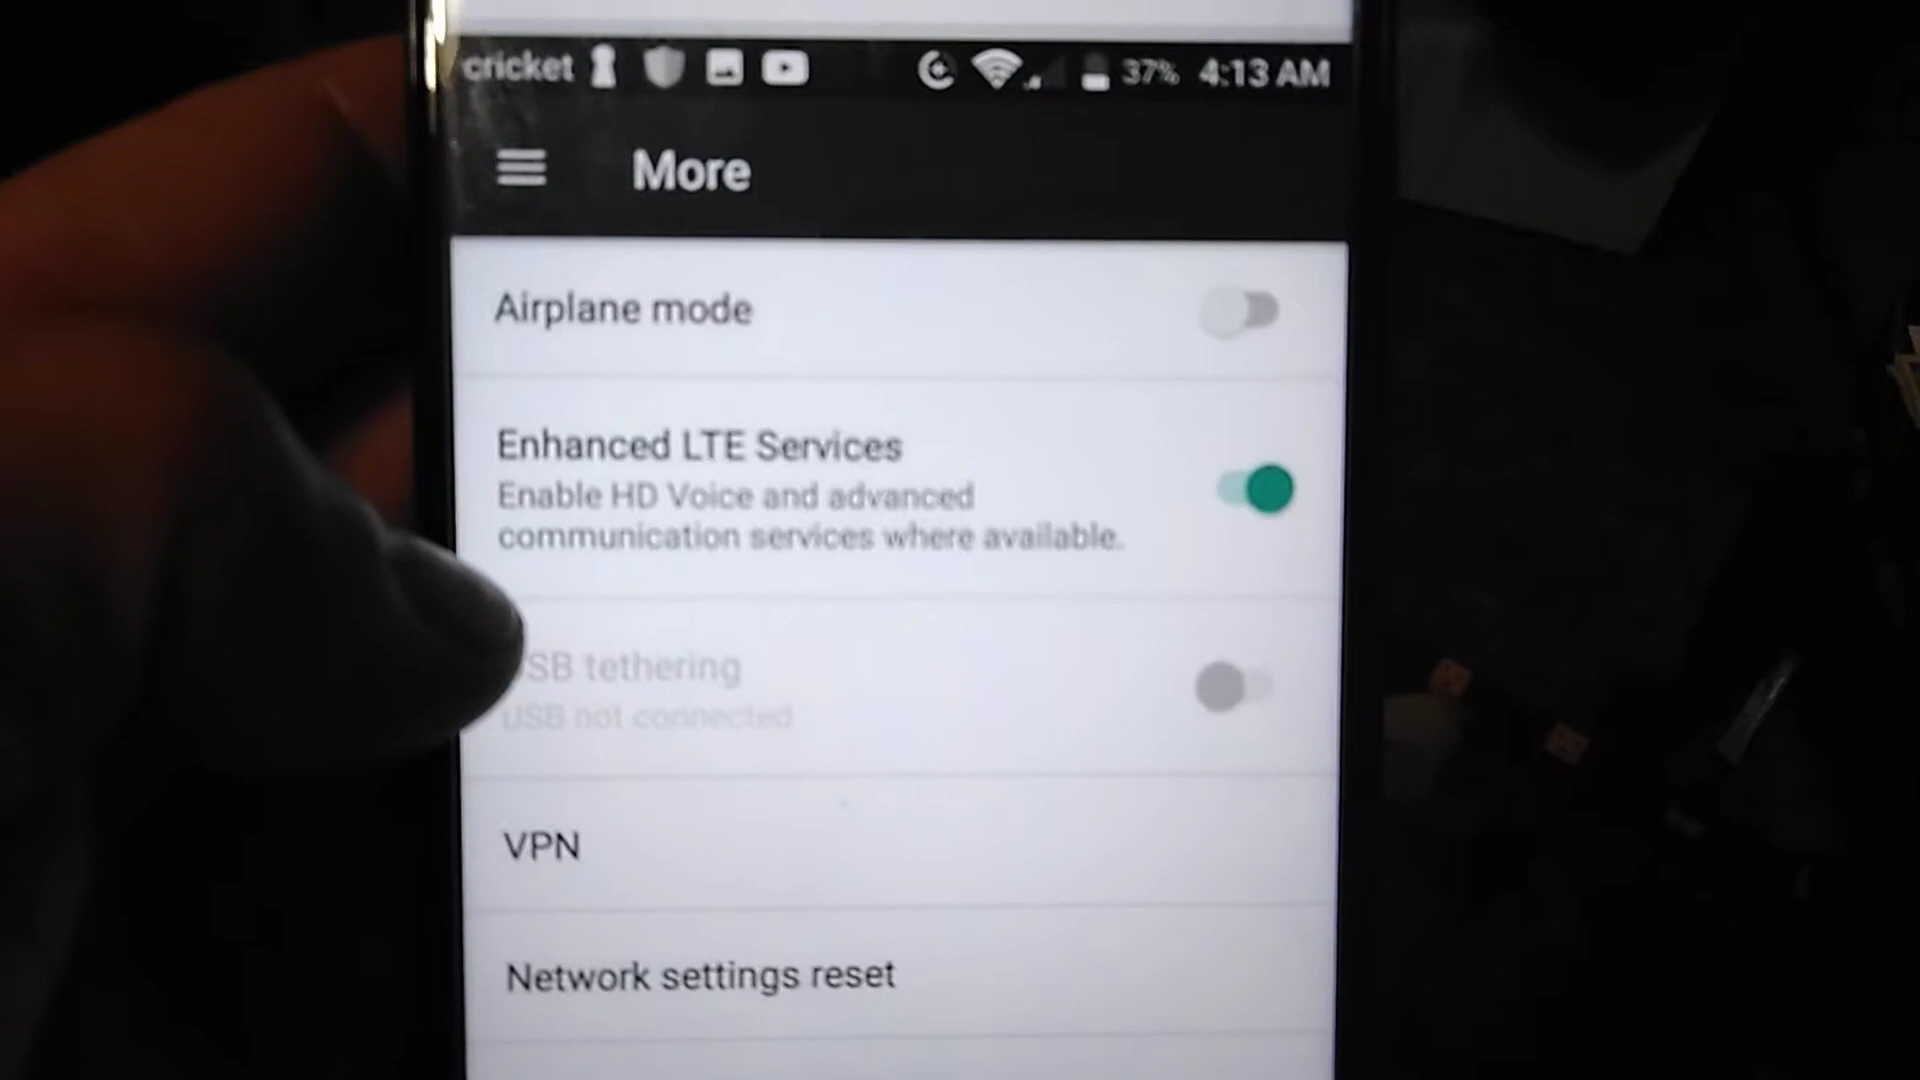 cricket 37% 4:13 AM
More
Airplane mode
Enhanced LTE Services
Enable HD Voice and advanced
communication services where available.
SB tethering
USB not connected
VPN
Network settings reset